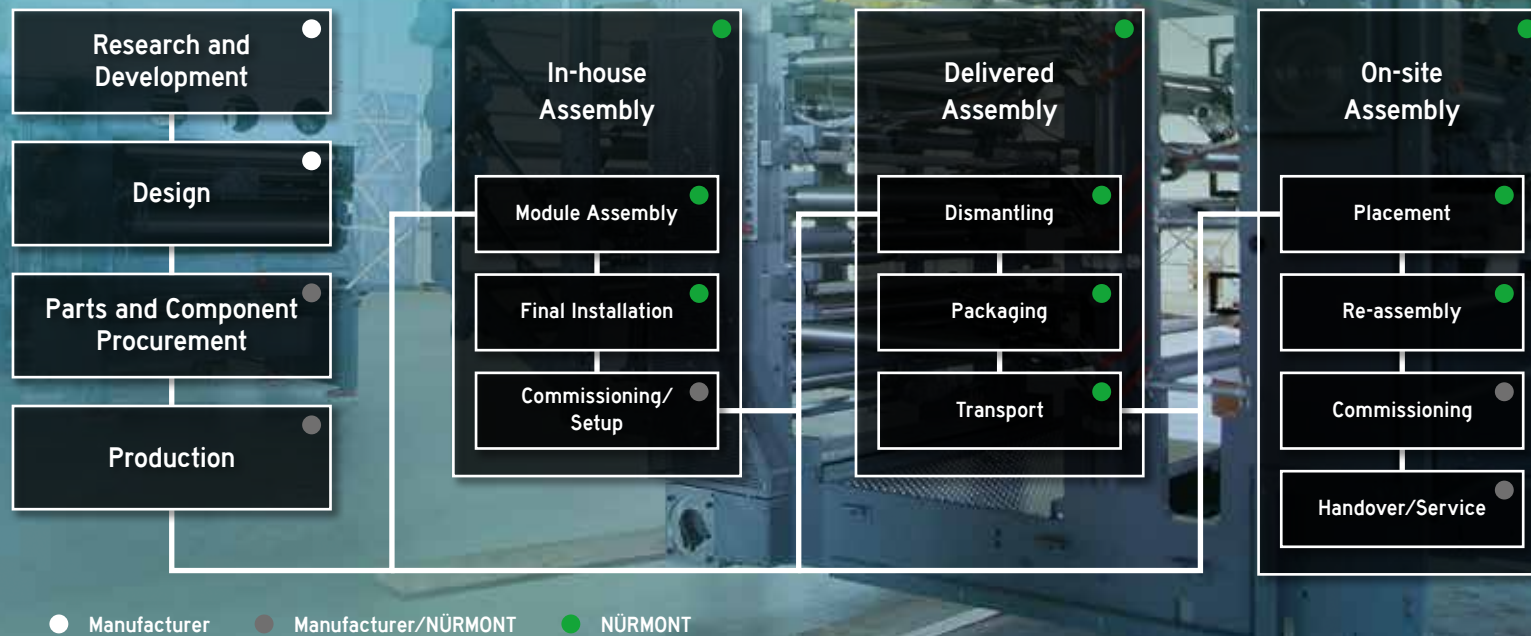 Research and
Development
Design
Parts and Component
Procurement
Production
In-house
Assembly
Module Assembly
Final Installation
Commissioning/
Setup
Delivered
Assembly
Dismantling
Packaging
Transport
On-site
Assembly
Placement
Re-assembly
Commissioning
Handover/Service
Manufacturer
Manufacturer/NÜRMONT
NÜRMONT